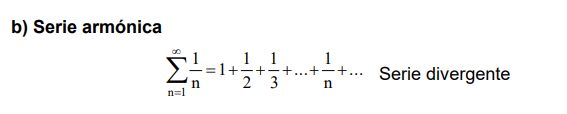 b) Serie armónica
∑_{n=1}^{∞} 1/n = 1 + 1/2 + 1/3 + ... + 1/n + ... Serie divergente